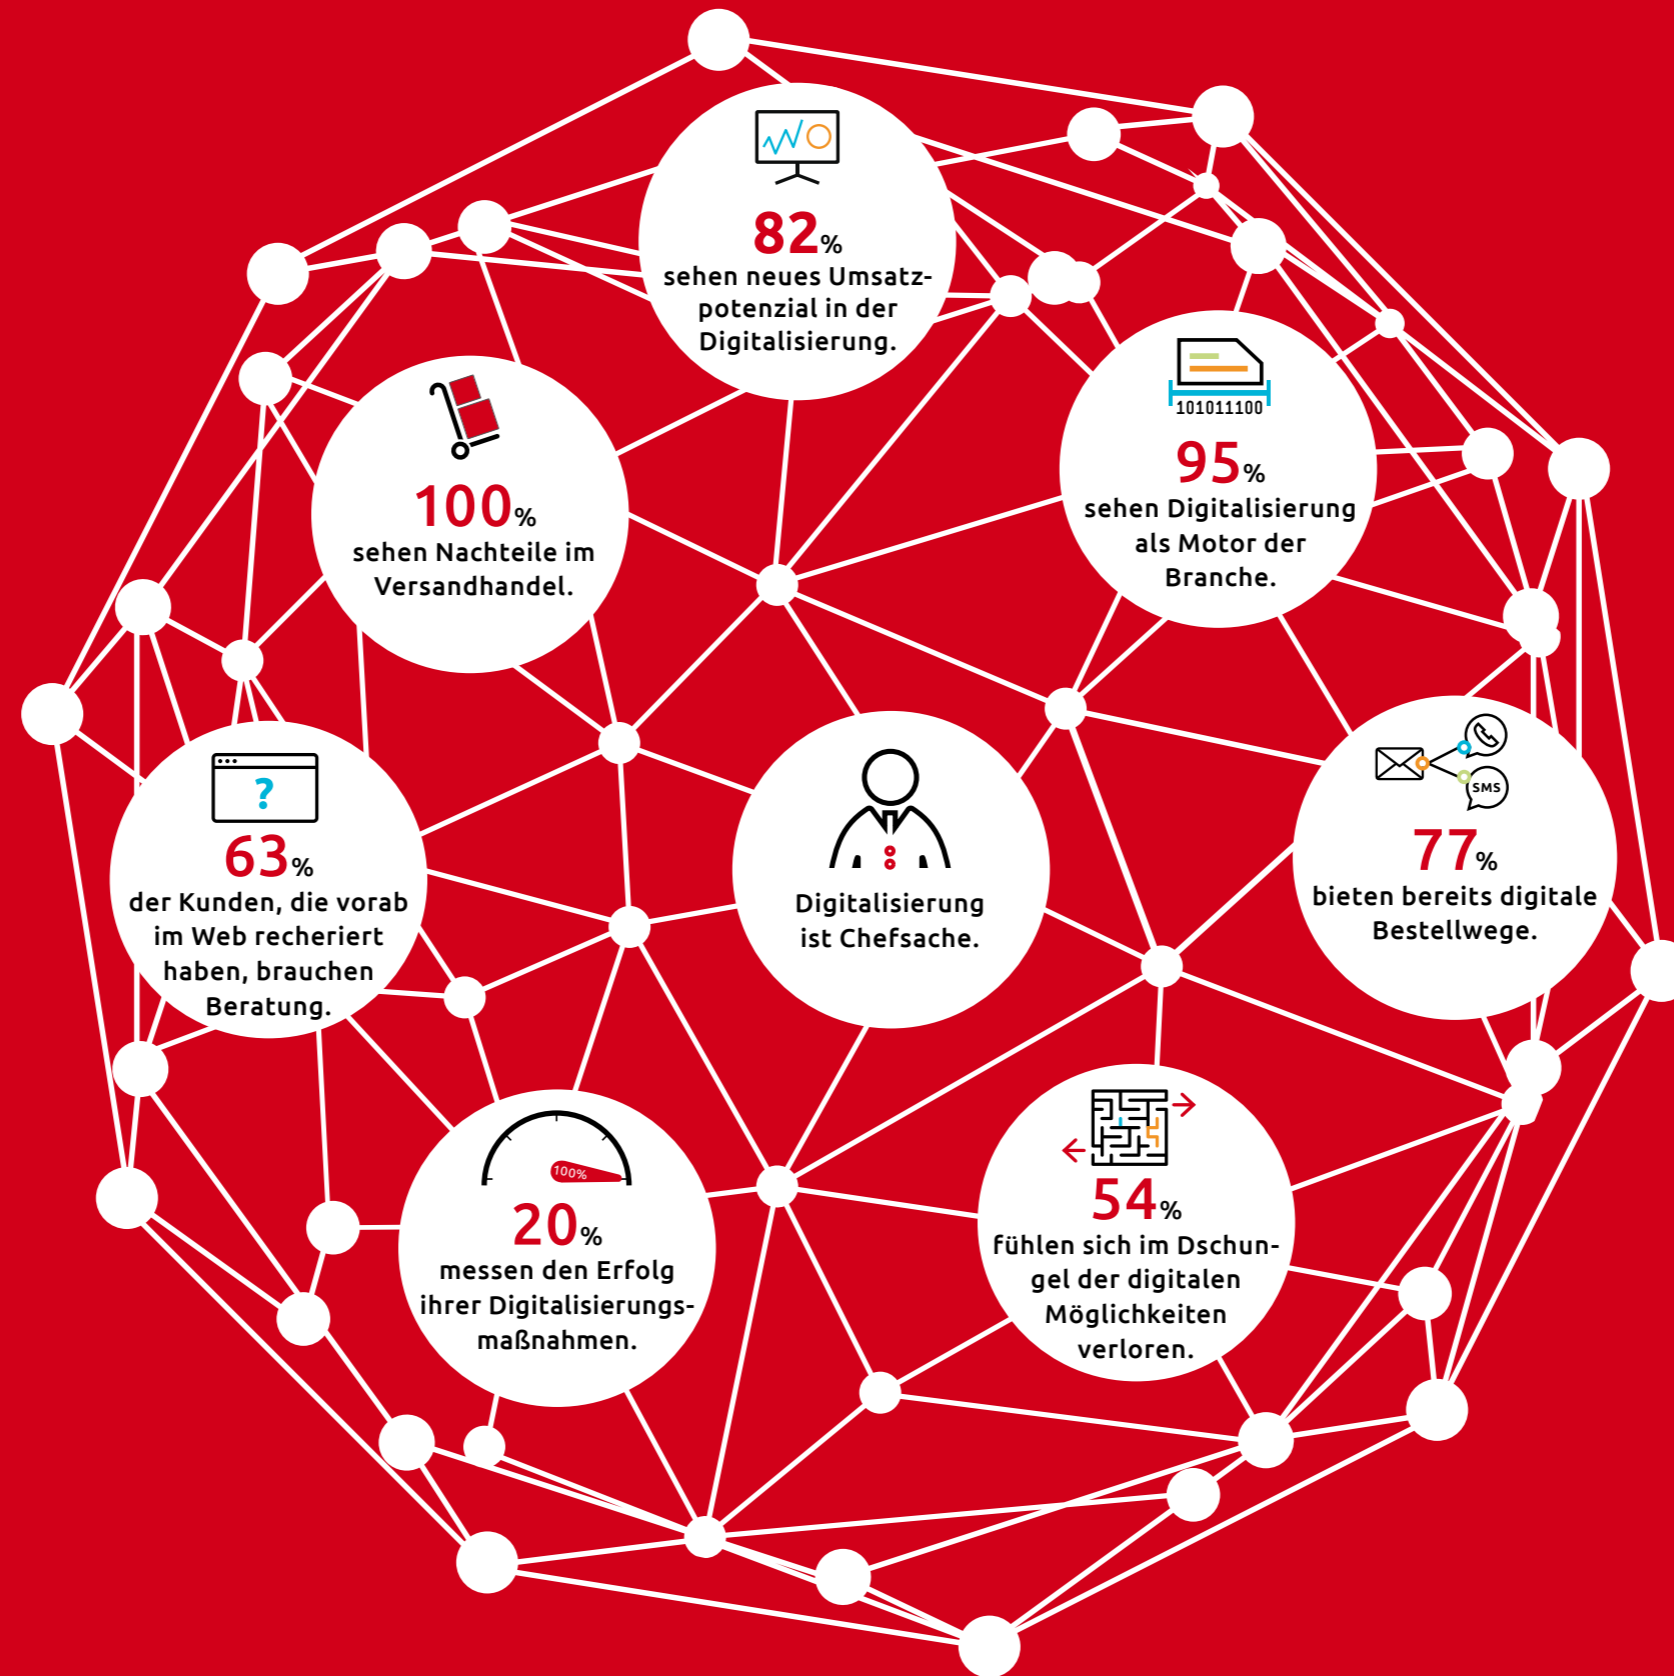 82%
sehen neues Umsatz-
potenzial in der
Digitalisierung.
101011100
95%
sehen Digitalisierung
als Motor der
Branche.
100%
sehen Nachteile im
Versandhandel.
?
63%
der Kunden, die vorab
im Web recheriert
haben, brauchen
Beratung.
Digitalisierung
ist Chefsache.
SMS
77%
bieten bereits digitale
Bestellwege.
100%
20%
messen den Erfolg
ihrer Digitalisierungs-
maßnahmen.
54%
fühlen sich im Dschun-
gel der digitalen
Möglichkeiten
verloren.